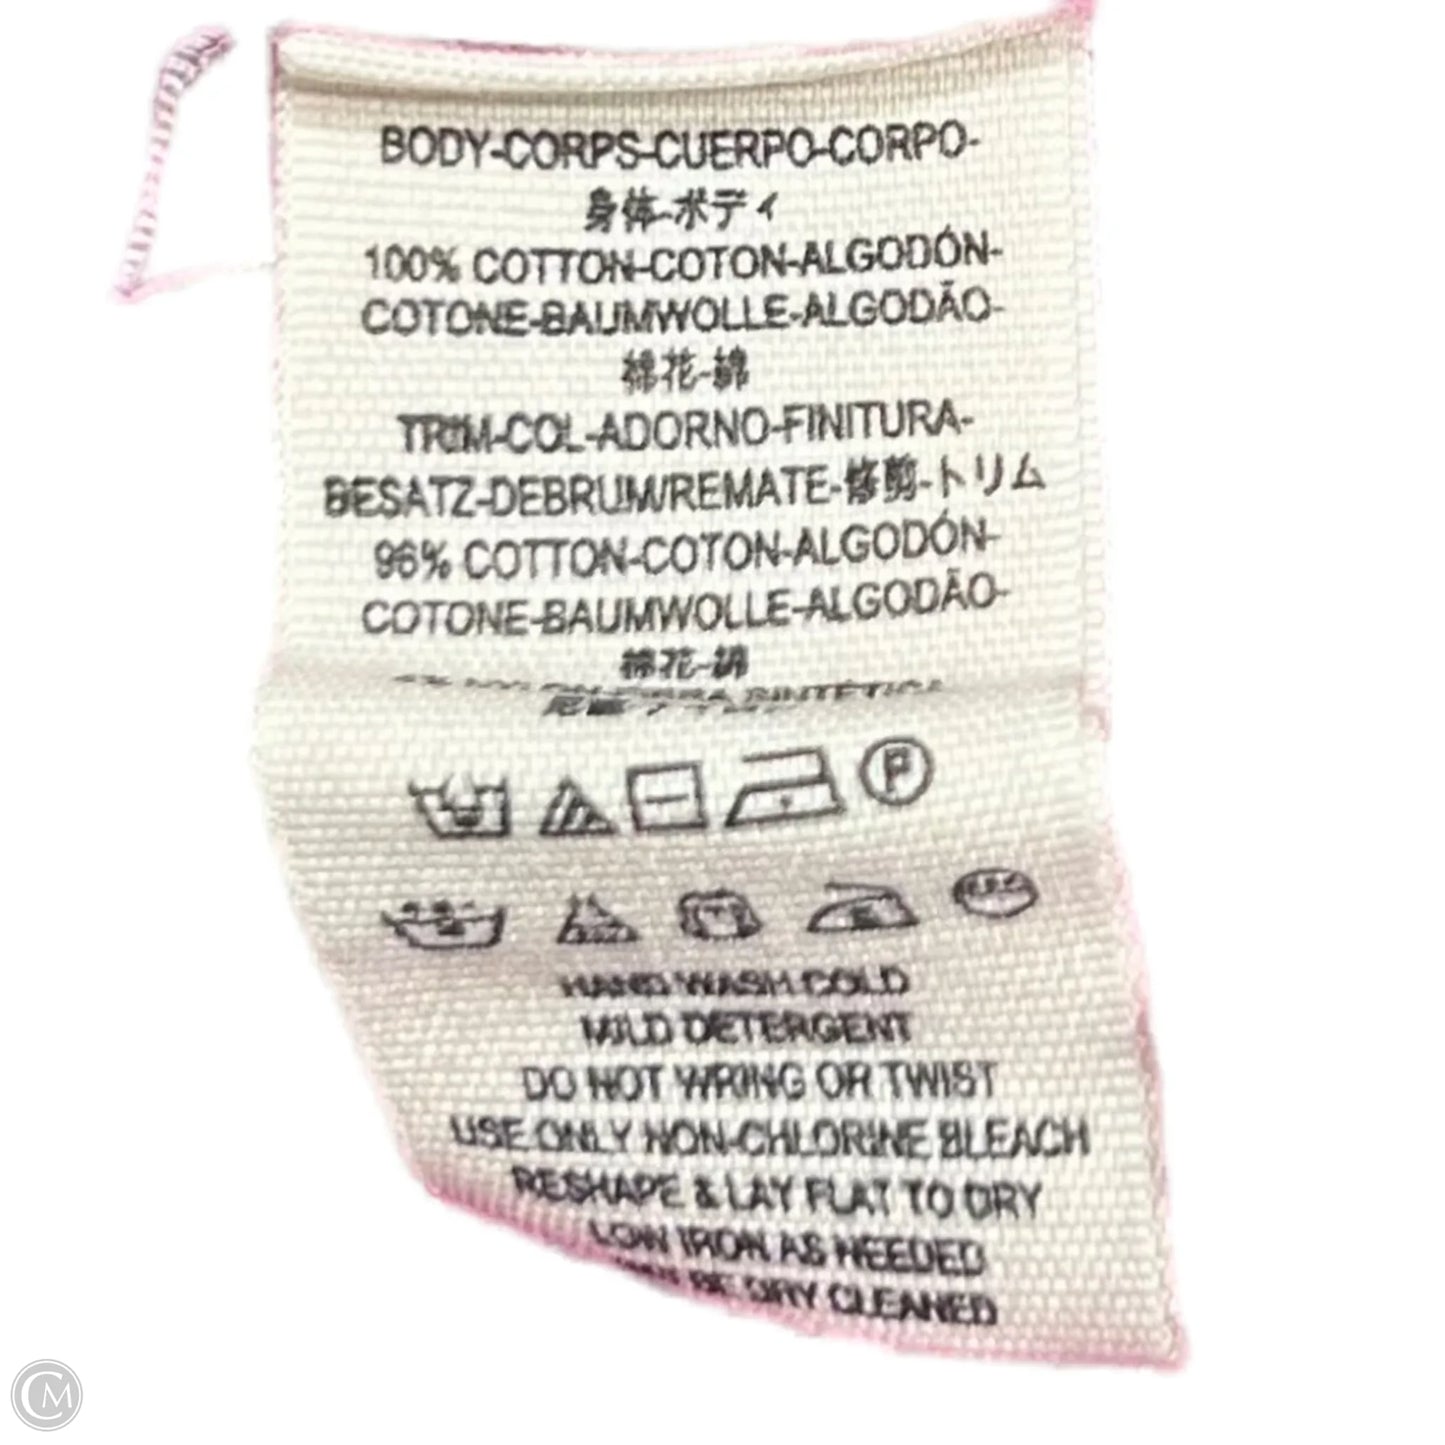 BODY-CORPS-CUERPO-CORPO-
身体-ボディ
100% COTTON-COTON-ALGODÓN-
COTONE-BAUMWOLLE-ALGODÃO-
棉花-綿
TRIM-COL-ADORNO-FINITURA-
BESATZ-DEBRUM/REMATE-修剪-トリム
96% COTTON-COTON-ALGODÓN-
COTONE-BAUMWOLLE-ALGODÃO-
棉花-綿
P
HAND WASH COLD
MILD DETERGENT
DO NOT WRING OR TWIST
USE ONLY NON-CHLORINE BLEACH
RESHAPE & LAY FLAT TO DRY
LOW IRON AS NEEDED
BE DRY CLEANED
CM